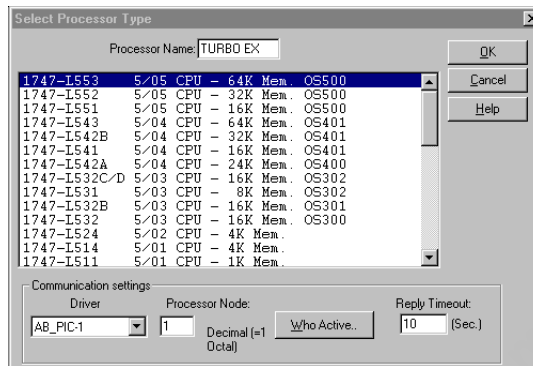 Select Processor Type
Processor Name: TURBO EX
OK
1747-L553 5/05 CPU - 64K Mem. OS500
1747-L552 5/05 CPU - 32K Mem. OS500
1747-L551 5/05 CPU - 16K Mem. OS500
1747-L543 5/04 CPU - 64K Mem. OS401
1747-L542B 5/04 CPU - 32K Mem. OS401
1747-L541 5/04 CPU - 16K Mem. OS401
1747-L542A 5/04 CPU - 24K Mem. OS400
1747-L532C/D 5/03 CPU - 16K Mem. OS302
1747-L531 5/03 CPU - 8K Mem. OS302
1747-L532B 5/03 CPU - 16K Mem. OS301
1747-L532 5/03 CPU - 16K Mem. OS300
1747-L524 5/02 CPU - 4K Mem.
1747-L514 5/01 CPU - 4K Mem.
1747-L511 5/01 CPU - 1K Mem.
Cancel
Help
Communication settings
Driver Processor Node: Reply Timeout:
AB_PIC-1 1 Decimal (=1 Octal) Who Active.. 10 (Sec.)